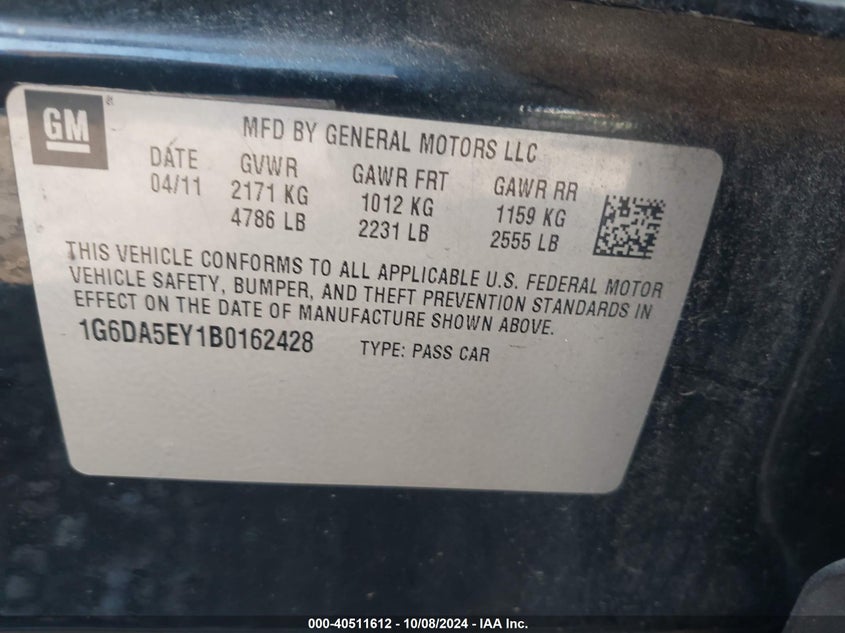 GM®
MFD BY GENERAL MOTORS LLC
DATE GVWR GAWR FRT GAWR RR
04/11 2171 KG 1012 KG 1159 KG
4786 LB 2231 LB 2555 LB
THIS VEHICLE CONFORMS TO ALL APPLICABLE U.S. FEDERAL MOTOR
VEHICLE SAFETY, BUMPER, AND THEFT PREVENTION STANDARDS IN
EFFECT ON THE DATE OF MANUFACTURE SHOWN ABOVE.
1G6DA5EY1B0162428 TYPE: PASS CAR
000-40511612 - 10/08/2024 - IAA Inc.